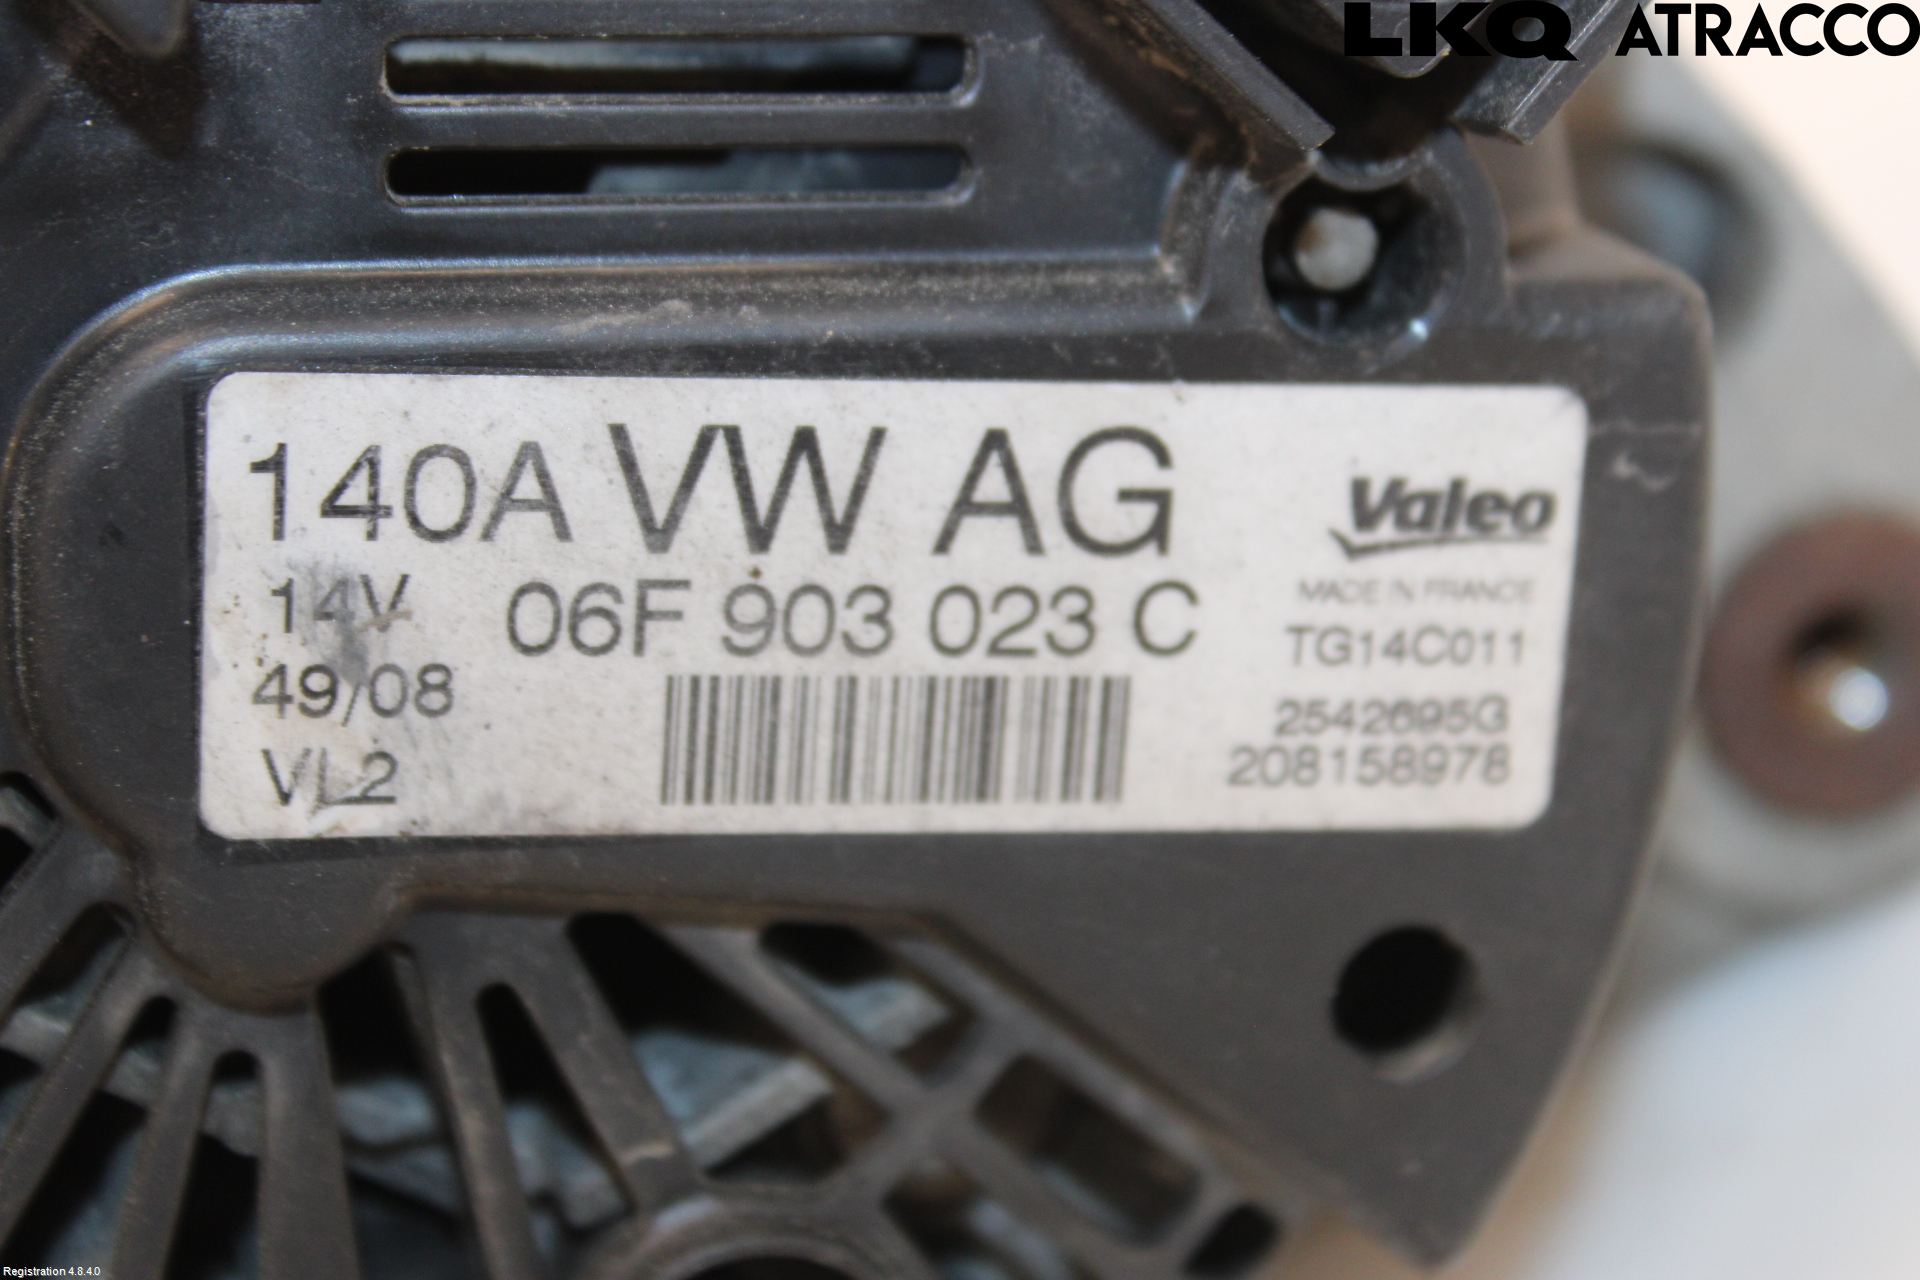 LKQ ATRACCO
140A VW AG
Valeo
14V 06F 903 023 C
MADE IN FRANCE
TG14C011
49/08
2542695G
VL2
208158978
Registration 4.8.4.0